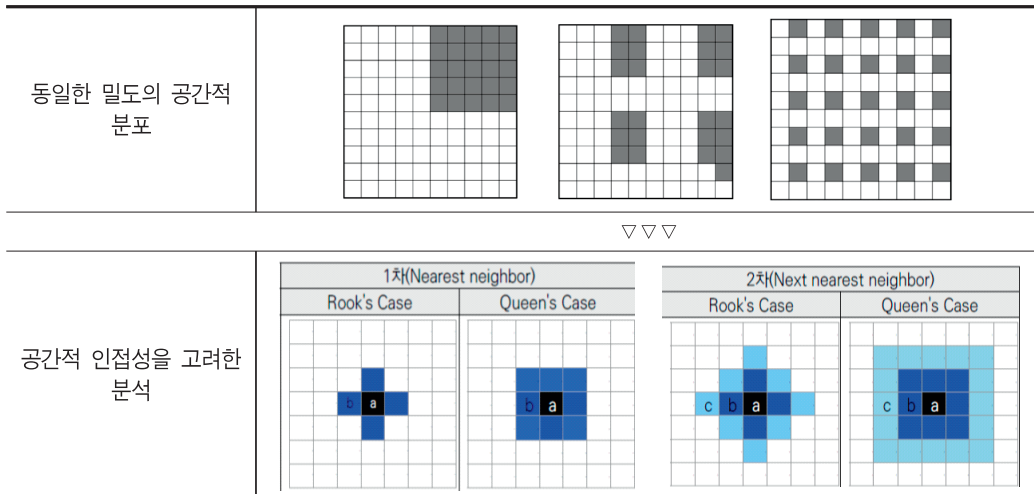 동일한 밀도의 공간적
분포
▽▽▽
공간적 인접성을 고려한
분석
1차(Nearest neighbor)
Rook's Case
Queen's Case
b
a
b
a
2차(Next nearest neighbor)
Rook's Case
Queen's Case
c
b
a
c
b
a